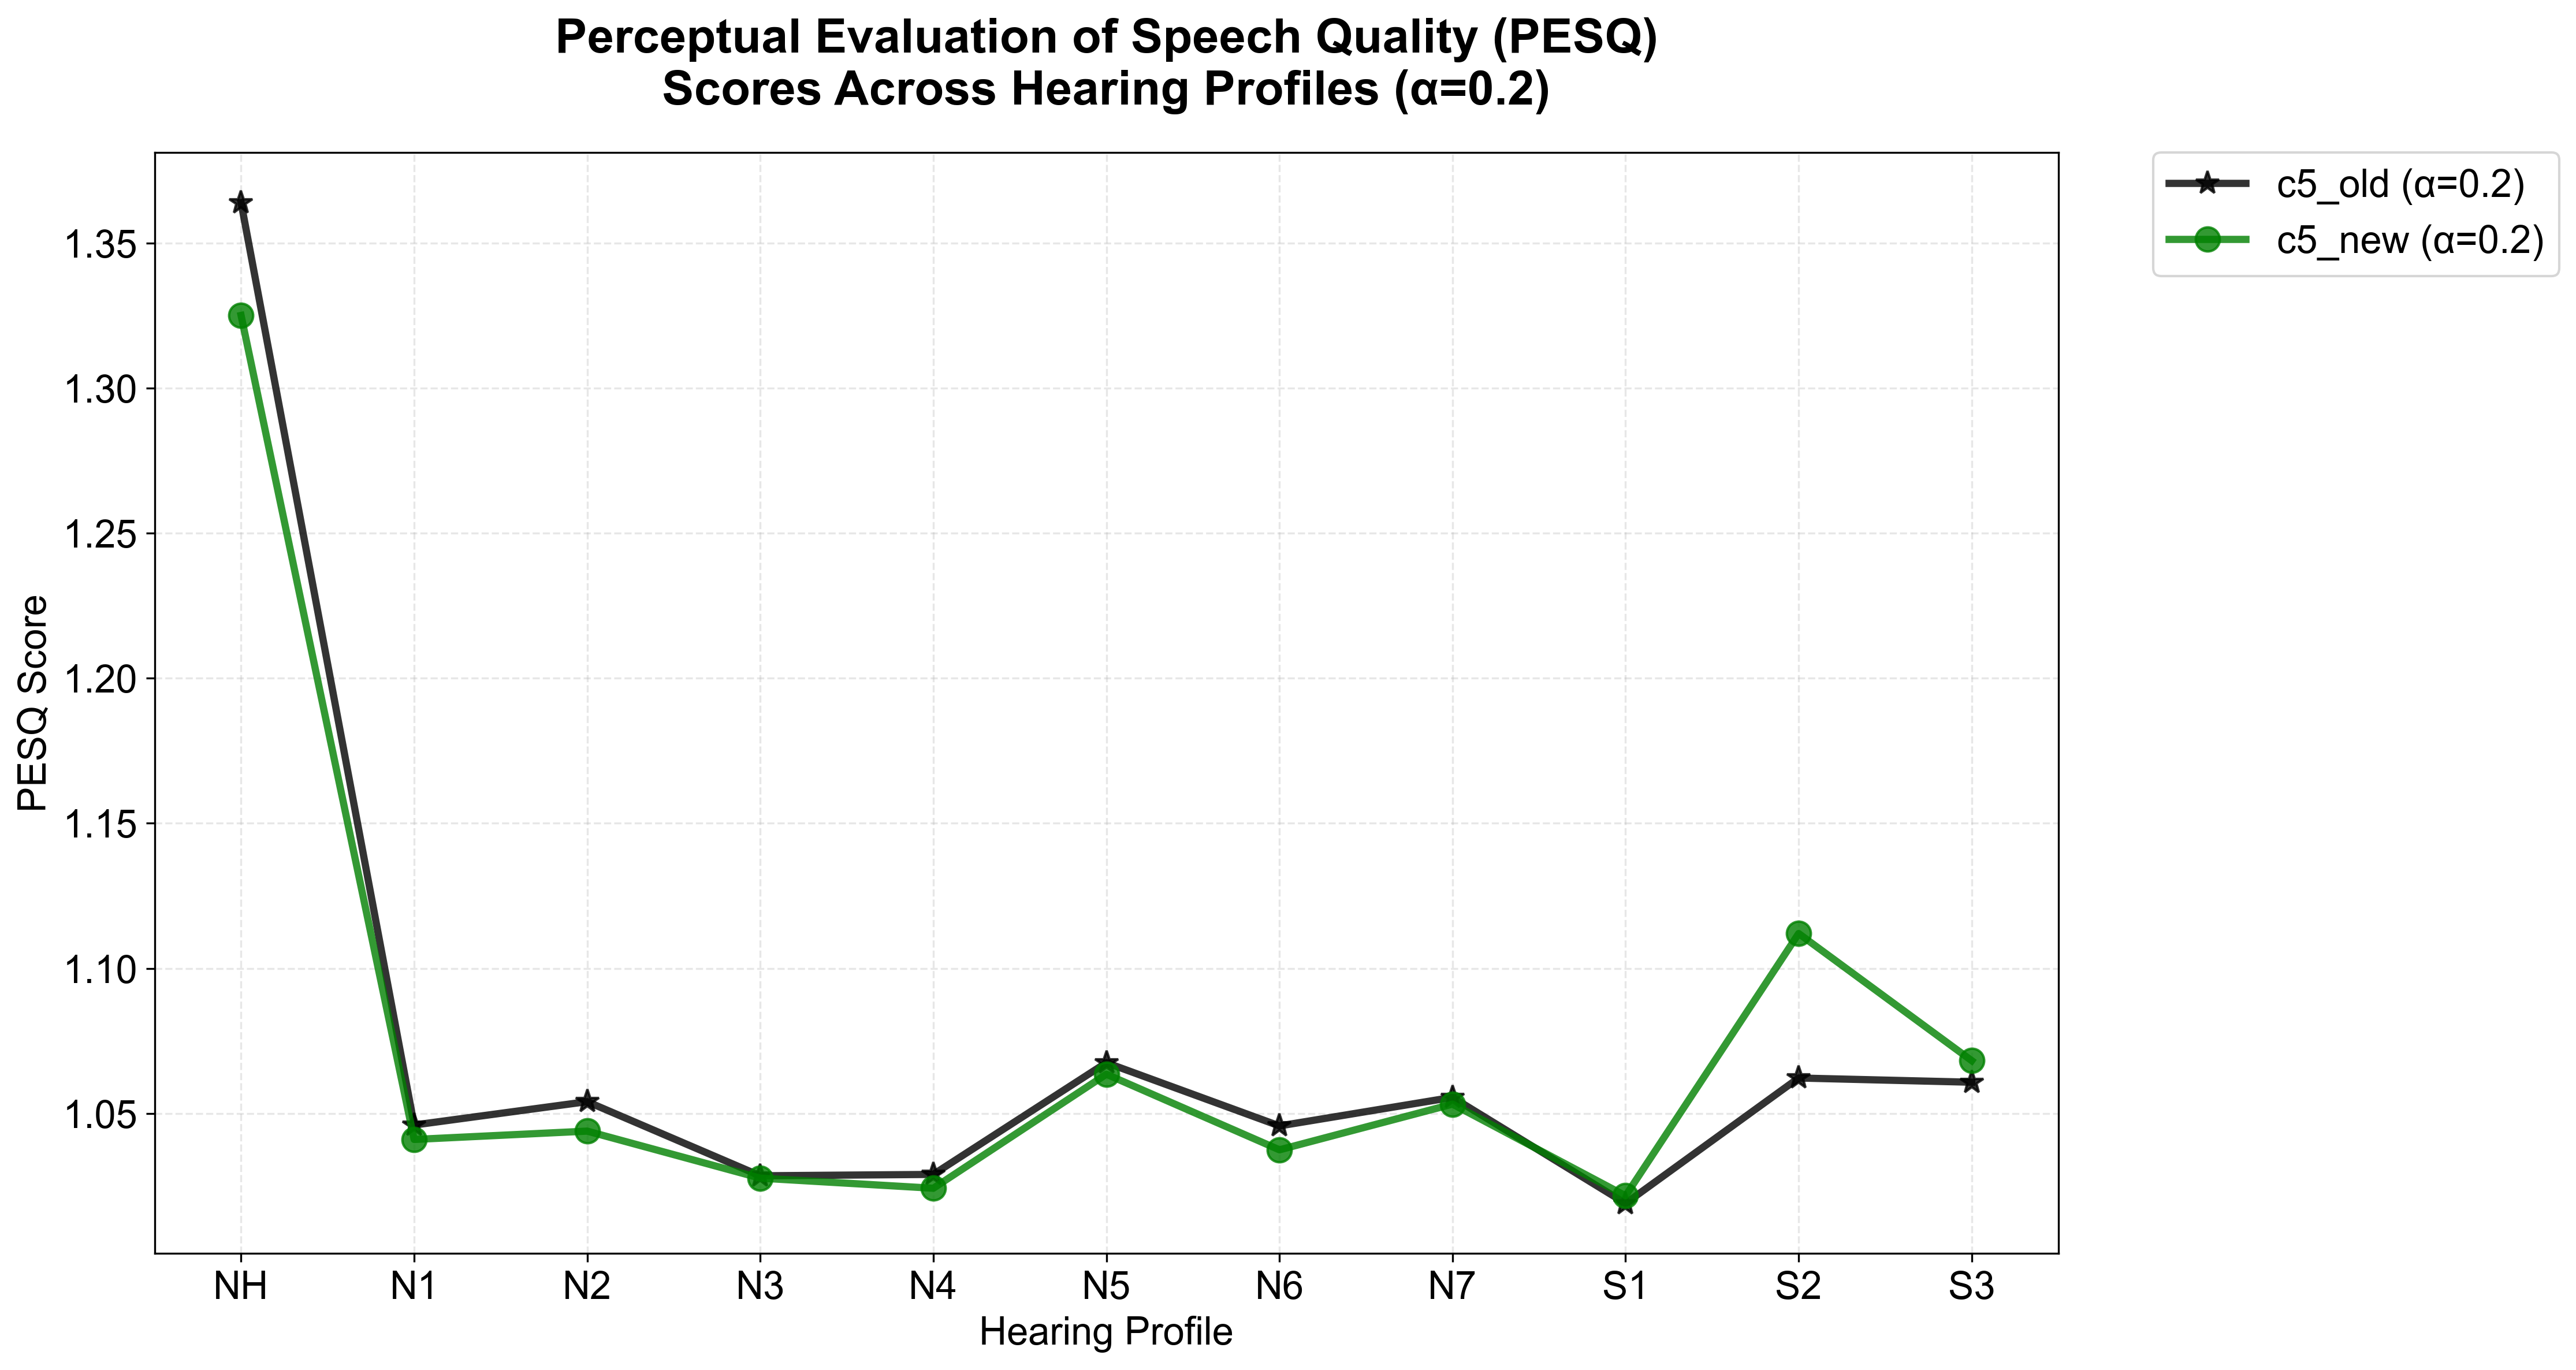 Perceptual Evaluation of Speech Quality (PESQ)
Scores Across Hearing Profiles (α=0.2)
c5_old (α=0.2)
c5_new (α=0.2)
PESQ Score
1.35
1.30
1.25
1.20
1.15
1.10
1.05
NH N1 N2 N3 N4 N5 N6 N7 S1 S2 S3
Hearing Profile